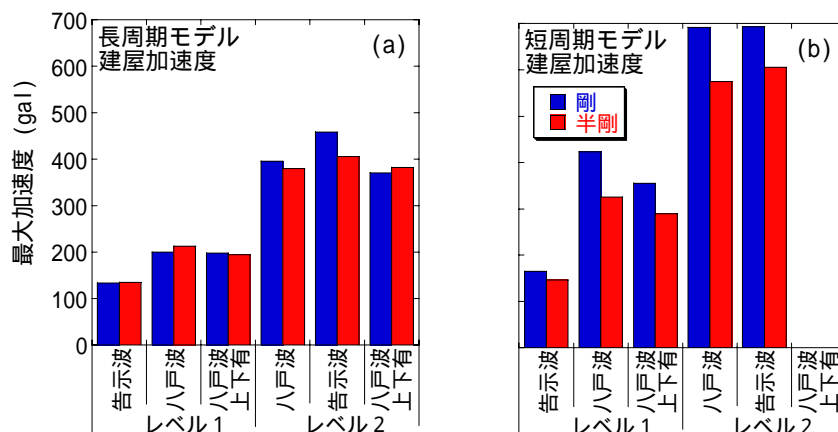 700
600
500
400
300
200
100
0
最大加速度 (gal)
長周期モデル
建屋加速度
(a)
告示波
八戸波
八戸波
上下有
八戸波
告示波
八戸波
上下有
レベル1
レベル2
短周期モデル
建屋加速度
(b)
剛
半剛
告示波
八戸波
八戸波
上下有
八戸波
告示波
八戸波
上下有
レベル1
レベル2